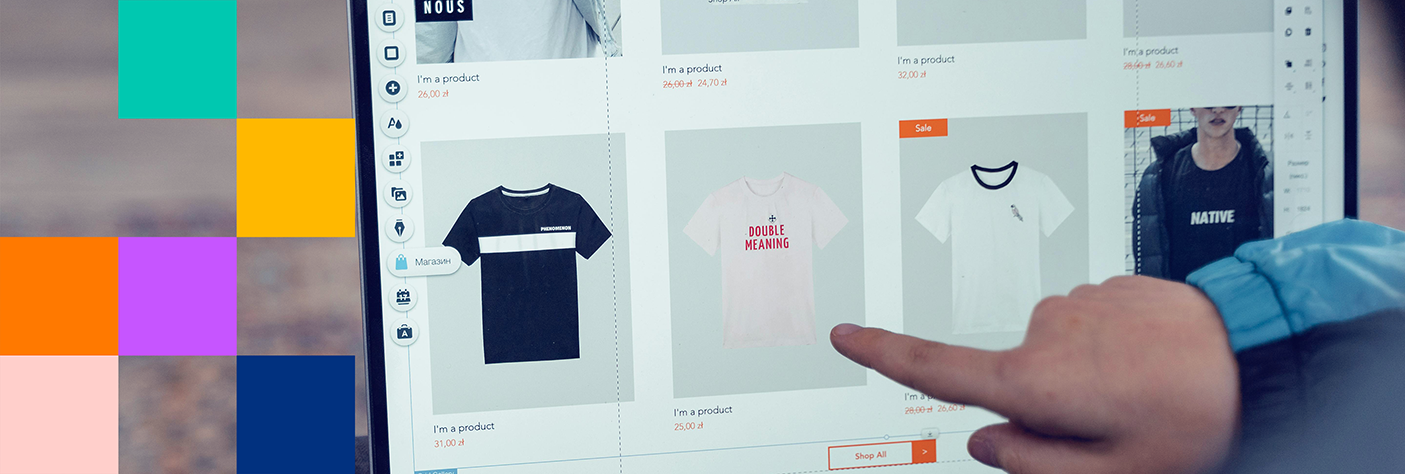 NOUS
I'm a product
26,00 zł
I'm a product
26,00 zł 24,70 zł
I'm a product
32,00 zł
I'm a product
28,00 zł 26,60 zł
Магазин
A
PHENOMENON
I'm a product
31,00 zł
DOUBLE
MEANING
I'm a product
25,00 zł
Sale
28,00 zł 26,60 zł
Sale
NATIVE
Размер
Shop All >